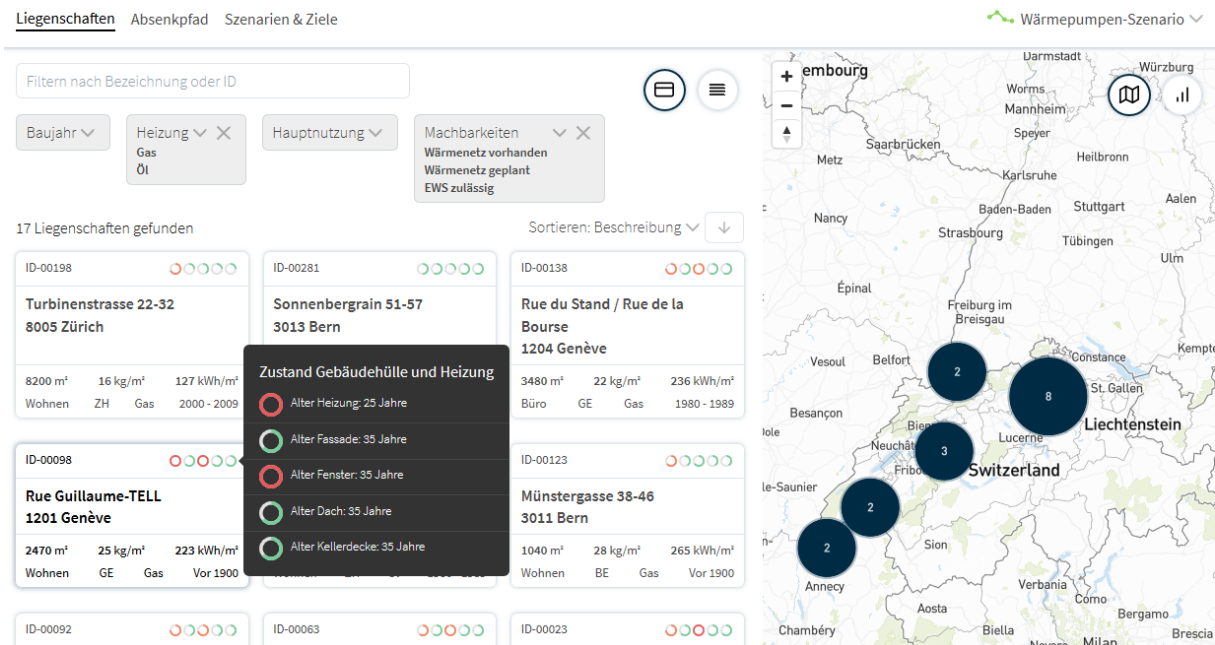 Liegenschaften Absenkpfad Szenarien & Ziele
Wärmepumpen-Szenario
Filtern nach Bezeichnung oder ID
Baujahr
Heizung
Gas
Öl
Hauptnutzung
Machbarkeiten
Wärmenetz vorhanden
Wärmenetz geplant
EWS zulässig
17 Liegenschaften gefunden
Sortieren: Beschreibung
ID-00198
Turbinenstrasse 22-32
8005 Zürich
8200 m² 16 kg/m² 127 kWh/m²
Wohnen ZH Gas 2000 - 2009
ID-00281
Sonnenbergrain 51-57
3013 Bern
ID-00138
Rue du Stand / Rue de la
Bourse
1204 Genève
3480 m² 22 kg/m² 236 kWh/m²
Büro GE Gas 1980 - 1989
Zustand Gebäudehülle und Heizung
Alter Heizung: 25 Jahre
Alter Fassade: 35 Jahre
Alter Fenster: 35 Jahre
Alter Dach: 35 Jahre
Alter Kellerdecke: 35 Jahre
ID-00098
Rue Guillaume-TELL
1201 Genève
2470 m² 25 kg/m² 223 kWh/m²
Wohnen GE Gas Vor 1900
ID-00123
Münstergasse 38-46
3011 Bern
1040 m² 28 kg/m² 265 kWh/m²
Wohnen BE Gas Vor 1900
ID-00092
ID-00063
ID-00023
embourg
Darmstadt
Würzburg
Worms
Mannheim
Speyer
Saarbrücken
Metz
Heilbronn
Karlsruhe
Aalen
Baden-Baden
Stuttgart
Nancy
Strasbourg
Tübingen
Ulm
Épinal
Freiburg im
Breisgau
Kempte
Constance
Vesoul
Belfort
2
St. Gallen
8
Besançon
Liechtenstein
Bien
Dole
Neuchât
Lucerne
3
Fribo
Switzerland
le-Saunier
2
2
Sion
Annecy
Verbania
Como
Aosta
Bergamo
Chambéry
Biella
Novara
Milan
Brescia